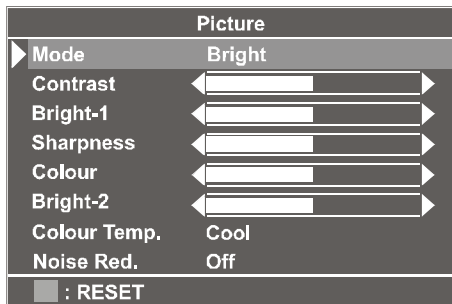 Picture
Mode Bright
Contrast
Bright-1
Sharpness
Colour
Bright-2
Colour Temp. Cool
Noise Red. Off
: RESET